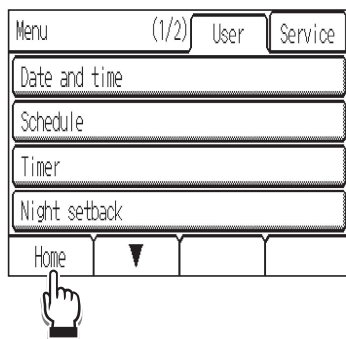 Menu (1/2) User Service
Date and time
Schedule
Timer
Night setback
Home ▼